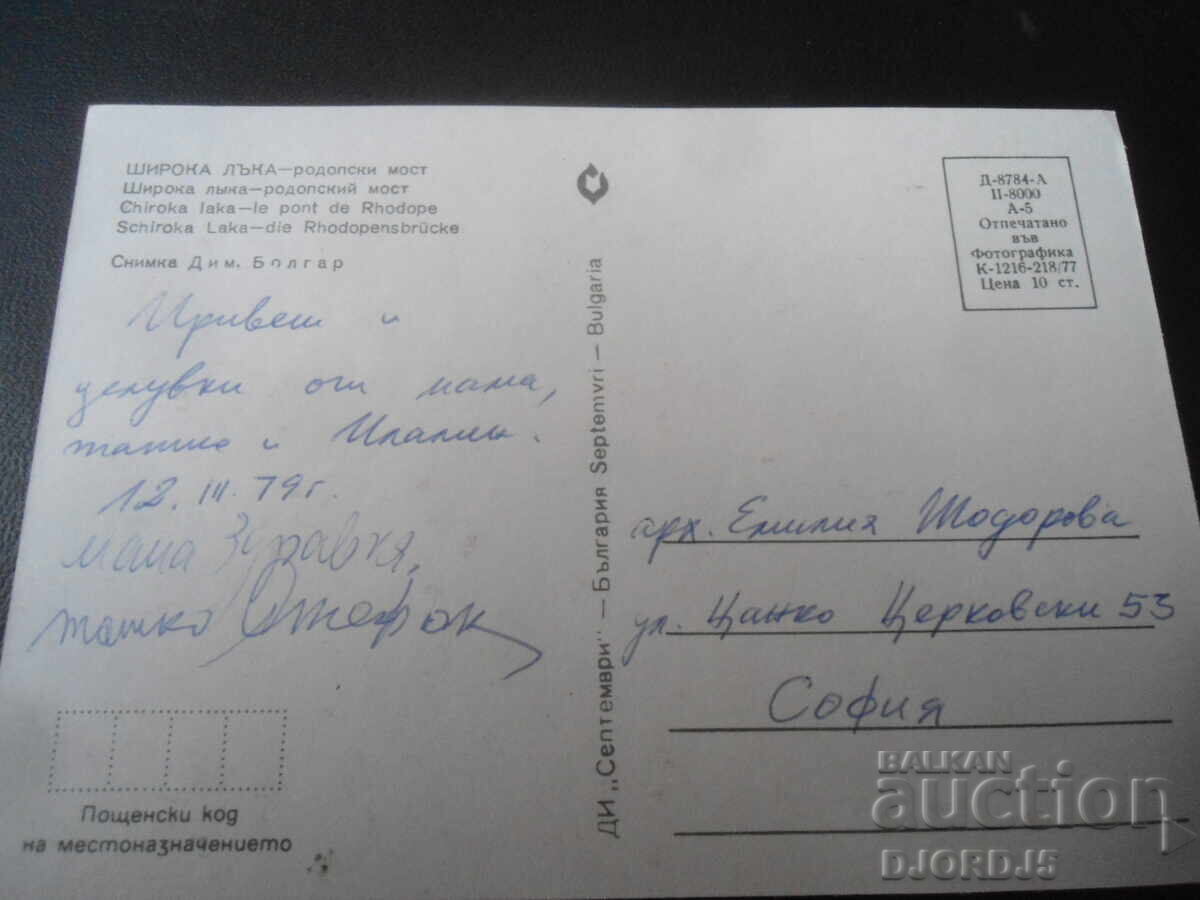 ШИРОКА ЛЪКА—родопски мост
Широка лыка—родопский мост
Chiroka laka—le pont de Rhodope
Schiroka Laka—die Rhodopensbrücke
Снимка Дим. Болгар
Привет и
целувки от мама,
татко и
12. III. 79 г.
мама Здравка,
татко
Пощенски код
на местоназначението
ДИ „Септември" — България Septemvri — Bulgaria
Д-8784-А
II-8000
А-5
Отпечатано
във
Фотографика
К-1216-218/77
Цена 10 ст.
арх. Емилия Тодорова
ул. Цанко Церковски 53
София
BALKAN
auction
DJORDJ5